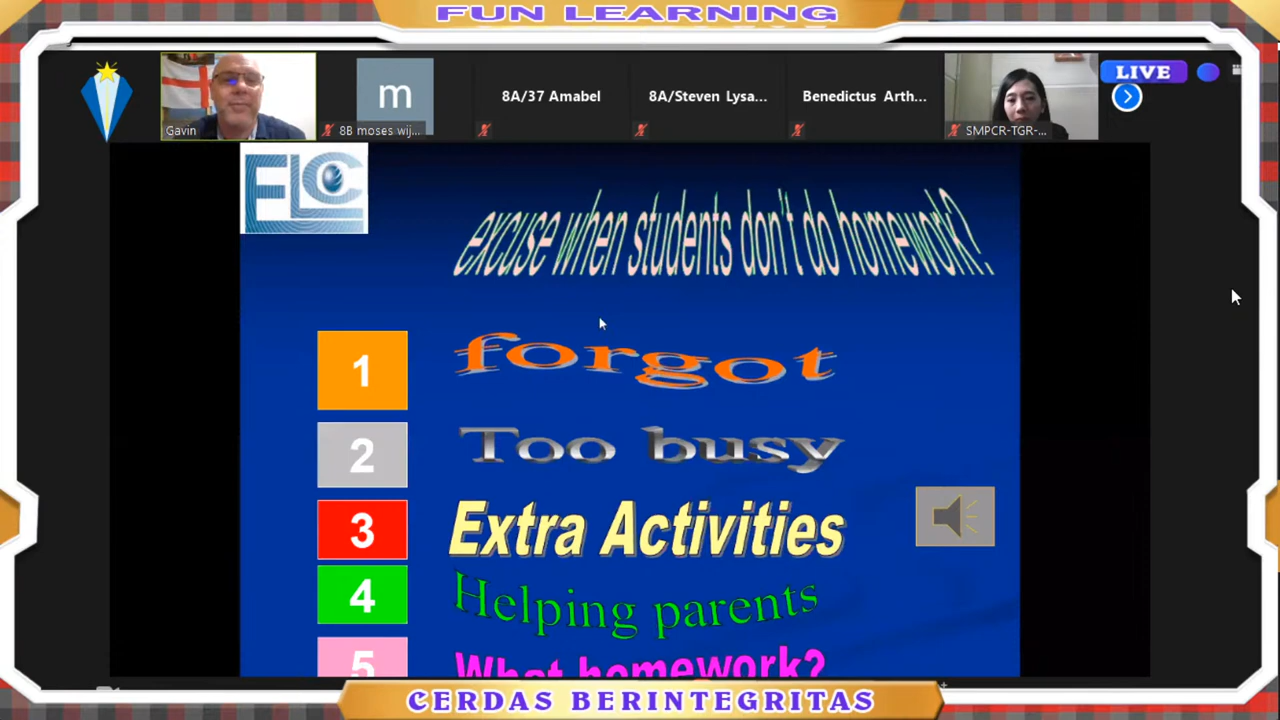 FUN LEARNING
LIVE
m
8A/37 Amabel
8A/Steven Lysa...
Benedictus Arth...
Gavin
8B moses wij...
SMPCR-TGR-...
ELC
excuse when students don't do homework?
1 forgot
2 Too busy
3 Extra Activities
4 Helping parents
5 What homework?
CERDAS BERINTEGRITAS